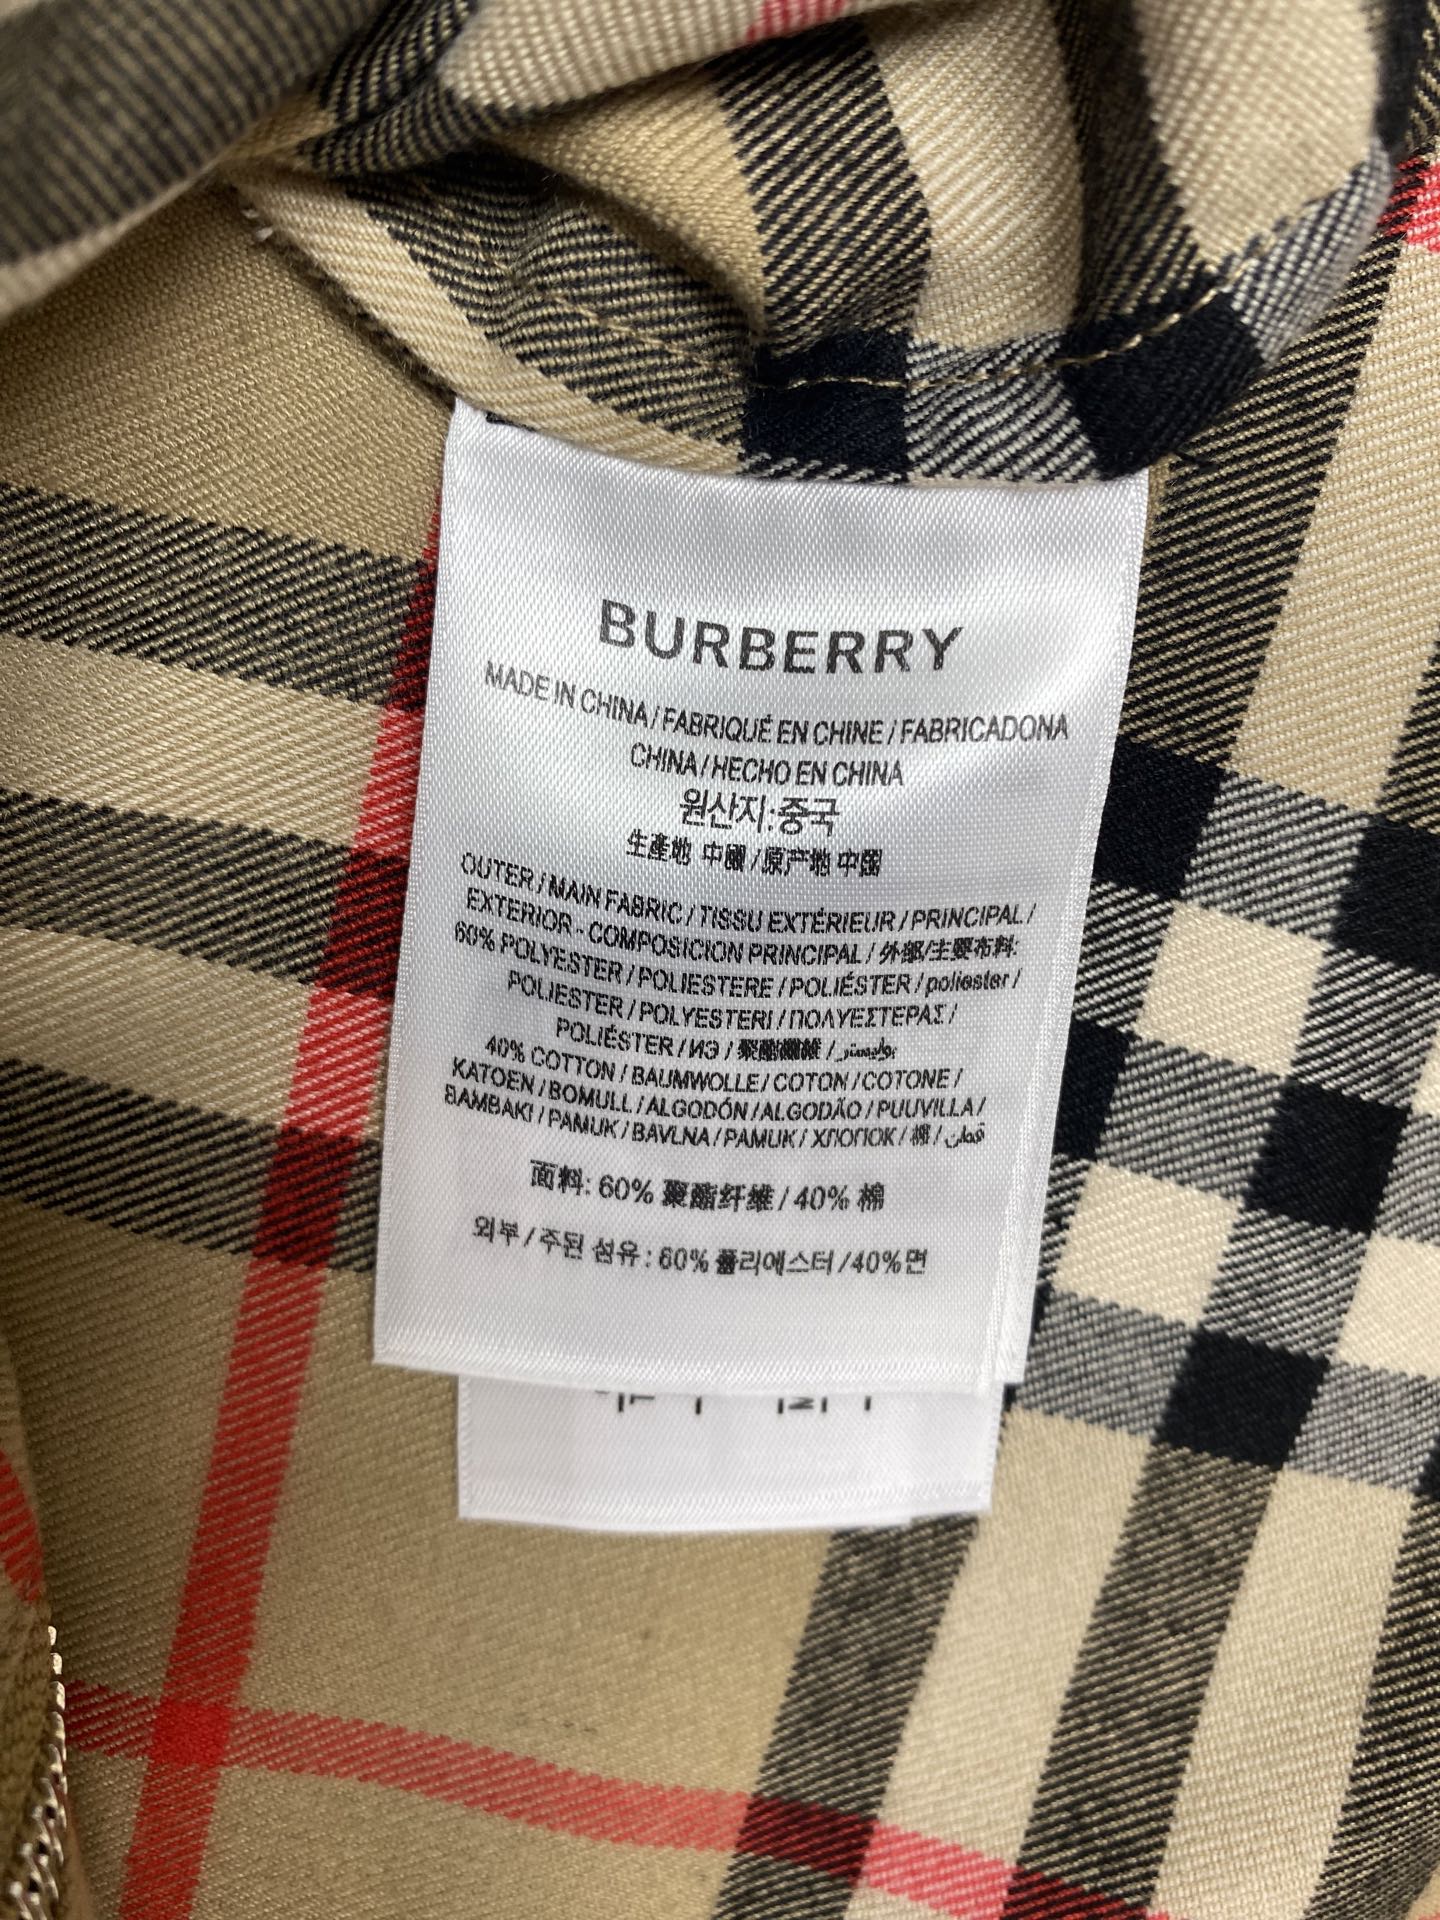 BURBERRY
MADE IN CHINA / FABRIQUÉ EN CHINE / FABRICADONA
CHINA / HECHO EN CHINA
원산지:중국
生產地 中國 / 原产地 中国
OUTER / MAIN FABRIC / TISSU EXTÉRIEUR / PRINCIPAL /
EXTERIOR - COMPOSICION PRINCIPAL / 外部/主要布料:
60% POLYESTER / POLIESTERE / POLIÉSTER / poliester /
POLIESTER / POLYESTERI / ΠΟΛΥΕΣΤΕΡΑΣ /
POLIÉSTER / ИЭ / 聚酯纖維 / بوليستر
40% COTTON / BAUMWOLLE / COTON / COTONE /
KATOEN / BOMULL / ALGODÓN / ALGODÃO / PUUVILLA /
BAMBAKI / PAMUK / BAVLNA / PAMUK / ХЛОПОК / 棉 / قطن
面料: 60% 聚酯纤维 / 40% 棉
외부 / 주된 섬유 : 60% 폴리에스터 / 40% 면